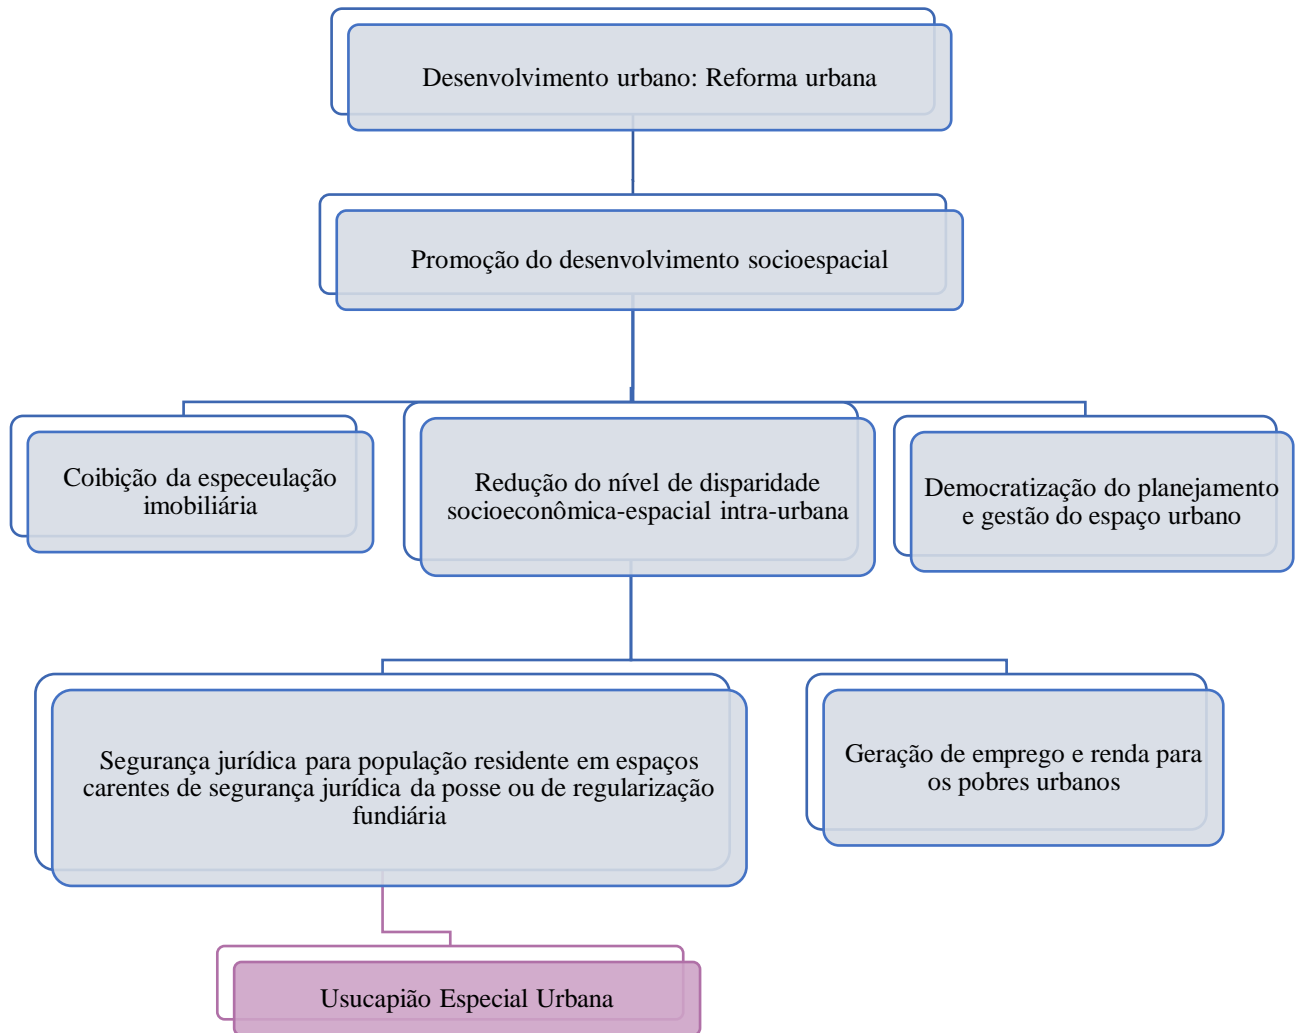 Desenvolvimento urbano: Reforma urbana
Promoção do desenvolvimento socioespacial
Coibição da especeulação
imobiliária
Redução do nível de disparidade
socioeconômica-espacial intra-urbana
Democratização do planejamento
e gestão do espaço urbano
Segurança jurídica para população residente em espaços
carentes de segurança jurídica da posse ou de regularização
fundiária
Geração de emprego e renda para
os pobres urbanos
Usucapião Especial Urbana